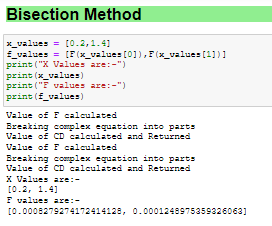 Bisection Method
x_values = [0.2,1.4]
f_values = [F(x_values[0]),F(x_values[1])]
print("X Values are:-")
print(x_values)
print("F values are:-")
print(f_values)
Value of F calculated
Breaking complex equation into parts
Value of CD calculated and Returned
Value of F calculated
Breaking complex equation into parts
Value of CD calculated and Returned
X Values are:-
[0.2, 1.4]
F values are:-
[0.0008279274172414128, 0.0001248975359326063]